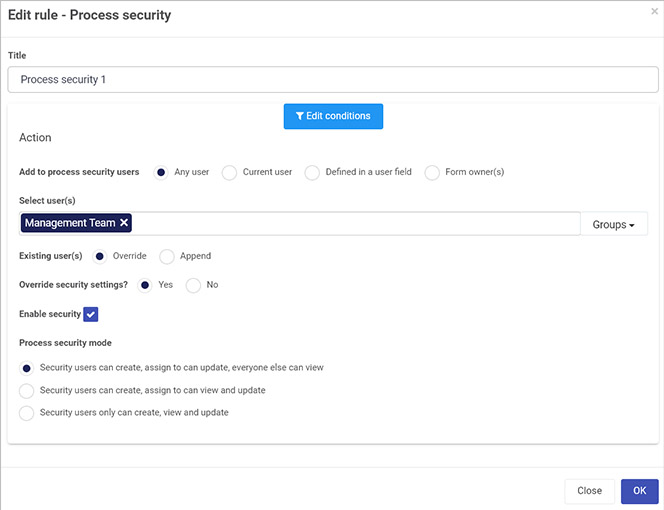 Edit rule - Process security
×
Title
Process security 1
Edit conditions
Action
Add to process security users Any user Current user Defined in a user field Form owner(s)
Select user(s)
Management Team ✕ Groups
Existing user(s) Override Append
Override security settings? Yes No
Enable security
Process security mode
Security users can create, assign to can update, everyone else can view
Security users can create, assign to can view and update
Security users only can create, view and update
Close OK